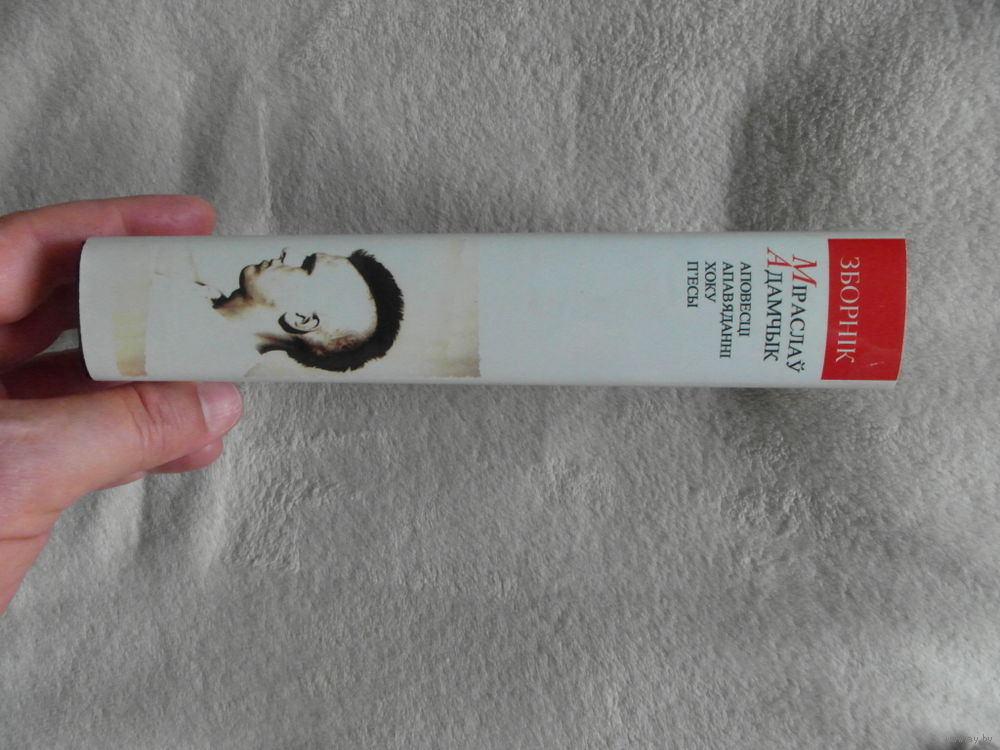 ЗБОРНІК
МІРАСЛАЎ
АДАМЧЫК
АПОВЕСЦІ
АПАВЯДАННІ
ХОКУ
П'ЕСЫ